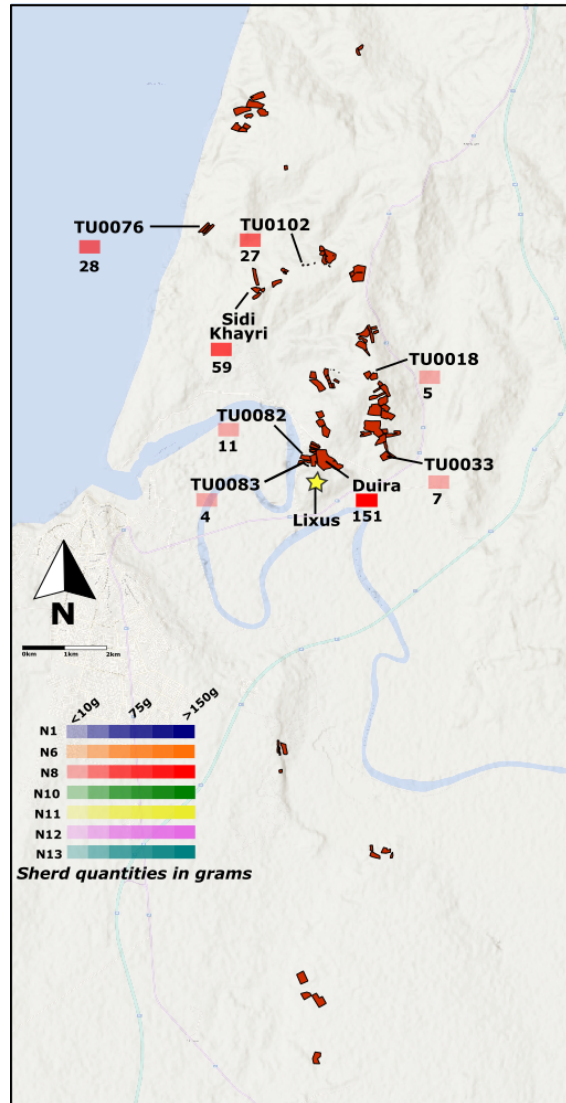 TU0076
28
TU0102
27
Sidi
Khayri
59
TU0018
5
TU0082
11
TU0083
4
TU0033
7
Duira
151
Lixus
N
0km 1km 2km
<10g 75g >150g
N1
N6
N8
N10
N11
N12
N13
Sherd quantities in grams